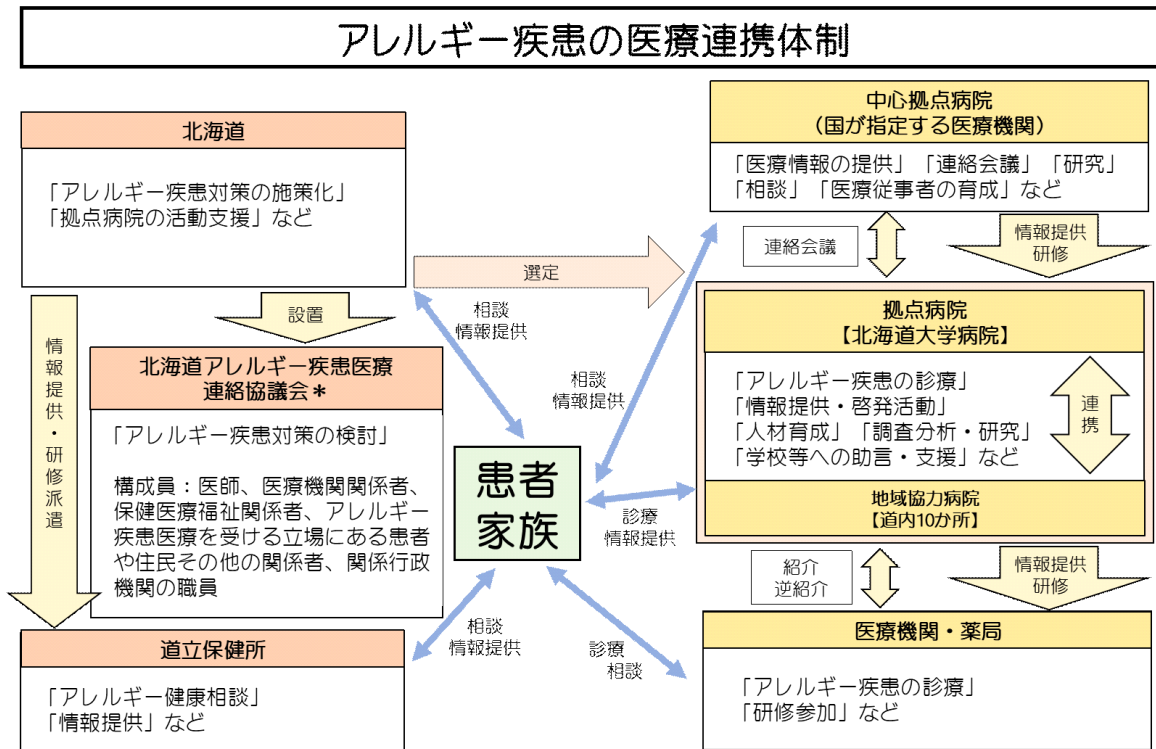 アレルギー疾患の医療連携体制
北海道
「アレルギー疾患対策の施策化」
「拠点病院の活動支援」など
中心拠点病院
（国が指定する医療機関）
「医療情報の提供」「連絡会議」「研究」
「相談」「医療従事者の育成」など
連絡会議
情報提供
研修
選定
設置
相談
情報提供
相談
情報提供
情報提供・研修派遣
北海道アレルギー疾患医療
連絡協議会＊
「アレルギー疾患対策の検討」
構成員：医師、医療機関関係者、
保健医療福祉関係者、アレルギー
疾患医療を受ける立場にある患者
や住民その他の関係者、関係行政
機関の職員
患者
家族
拠点病院
【北海道大学病院】
「アレルギー疾患の診療」
「情報提供・啓発活動」
「人材育成」「調査分析・研究」
「学校等への助言・支援」など
連携
地域協力病院
【道内10か所】
診療
情報提供
紹介
逆紹介
情報提供
研修
相談
情報提供
診療
相談
道立保健所
「アレルギー健康相談」
「情報提供」など
医療機関・薬局
「アレルギー疾患の診療」
「研修参加」など